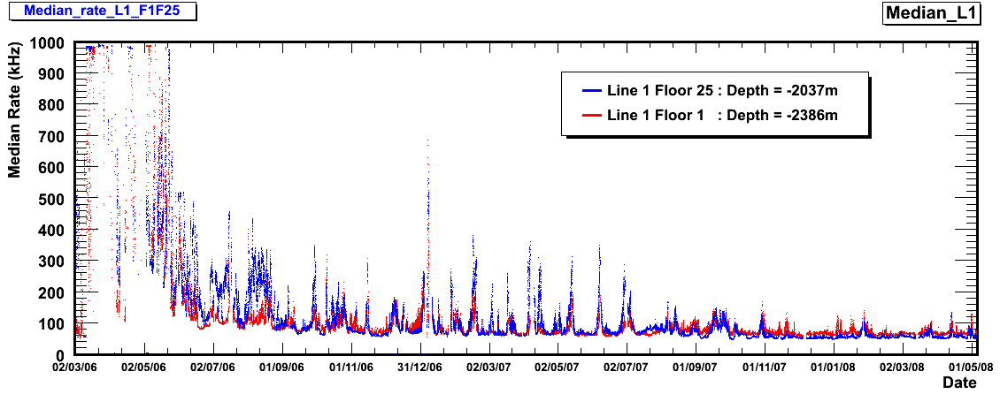 Median_rate_L1_F1F25
Median_L1
Median Rate (kHz)
1000
900
800
700
600
500
400
300
200
100
0
Line 1 Floor 25 : Depth = -2037m
Line 1 Floor 1 : Depth = -2386m
02/03/06 02/05/06 02/07/06 01/09/06 01/11/06 31/12/06 02/03/07 02/05/07 02/07/07 01/09/07 01/11/07 01/01/08 02/03/08 01/05/08
Date